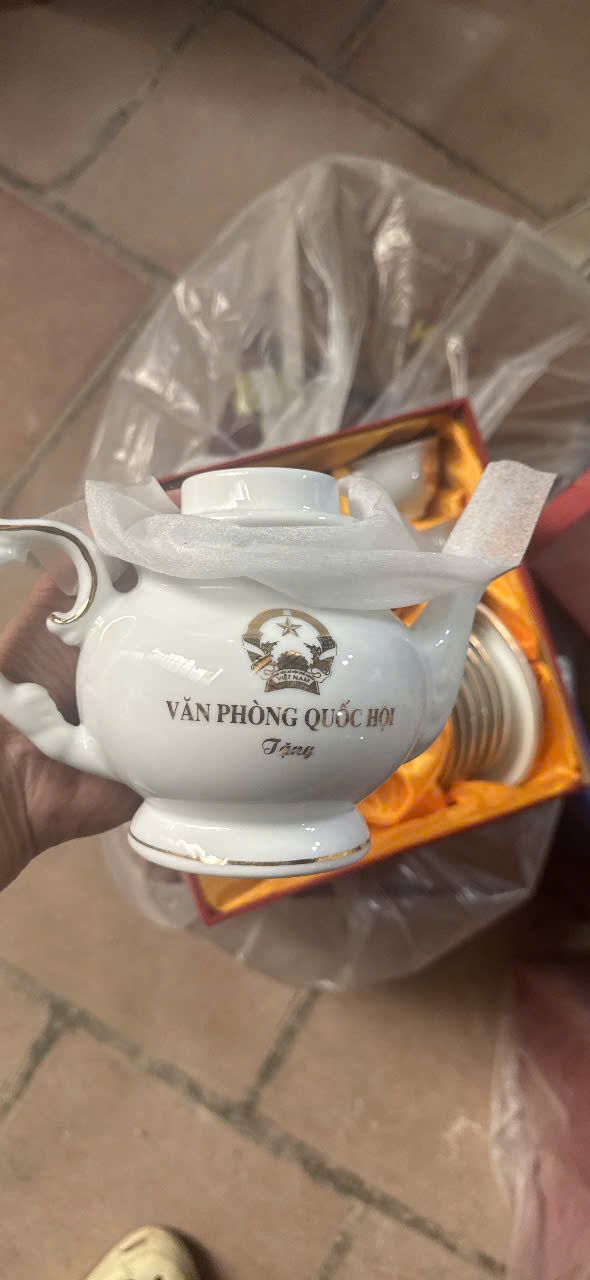 VIỆT NAM
VĂN PHÒNG QUỐC HỘI
Tặng